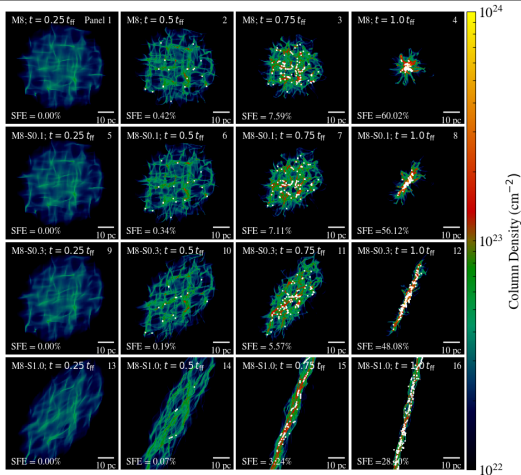 M8; t = 0.25 t_ff Panel 1
SFE = 0.00%
10 pc
M8; t = 0.5 t_ff 2
SFE = 0.42%
10 pc
M8; t = 0.75 t_ff 3
SFE = 7.59%
10 pc
M8; t = 1.0 t_ff 4
SFE = 60.02%
10 pc
M8-S0.1; t = 0.25 t_ff
5
SFE = 0.00%
10 pc
M8-S0.1; t = 0.5 t_ff
6
SFE = 0.34%
10 pc
M8-S0.1; t = 0.75 t_ff
7
SFE = 7.11%
10 pc
M8-S0.1; t = 1.0 t_ff
8
SFE = 56.12%
10 pc
M8-S0.3; t = 0.25 t_ff
9
SFE = 0.00%
10 pc
M8-S0.3; t = 0.5 t_ff
10
SFE = 0.19%
10 pc
M8-S0.3; t = 0.75 t_ff
11
SFE = 5.57%
10 pc
M8-S0.3; t = 1.0 t_ff
12
SFE = 48.08%
10 pc
M8-S1.0; t = 0.25 t_ff
13
SFE = 0.00%
10 pc
M8-S1.0; t = 0.5 t_ff
14
SFE = 0.07%
10 pc
M8-S1.0; t = 0.75 t_ff
15
SFE =
10 pc
M8-S1.0; t = 1.0 t_ff
16
SFE =
10 pc
10^24
10^23
10^22
Column Density (cm^−2)